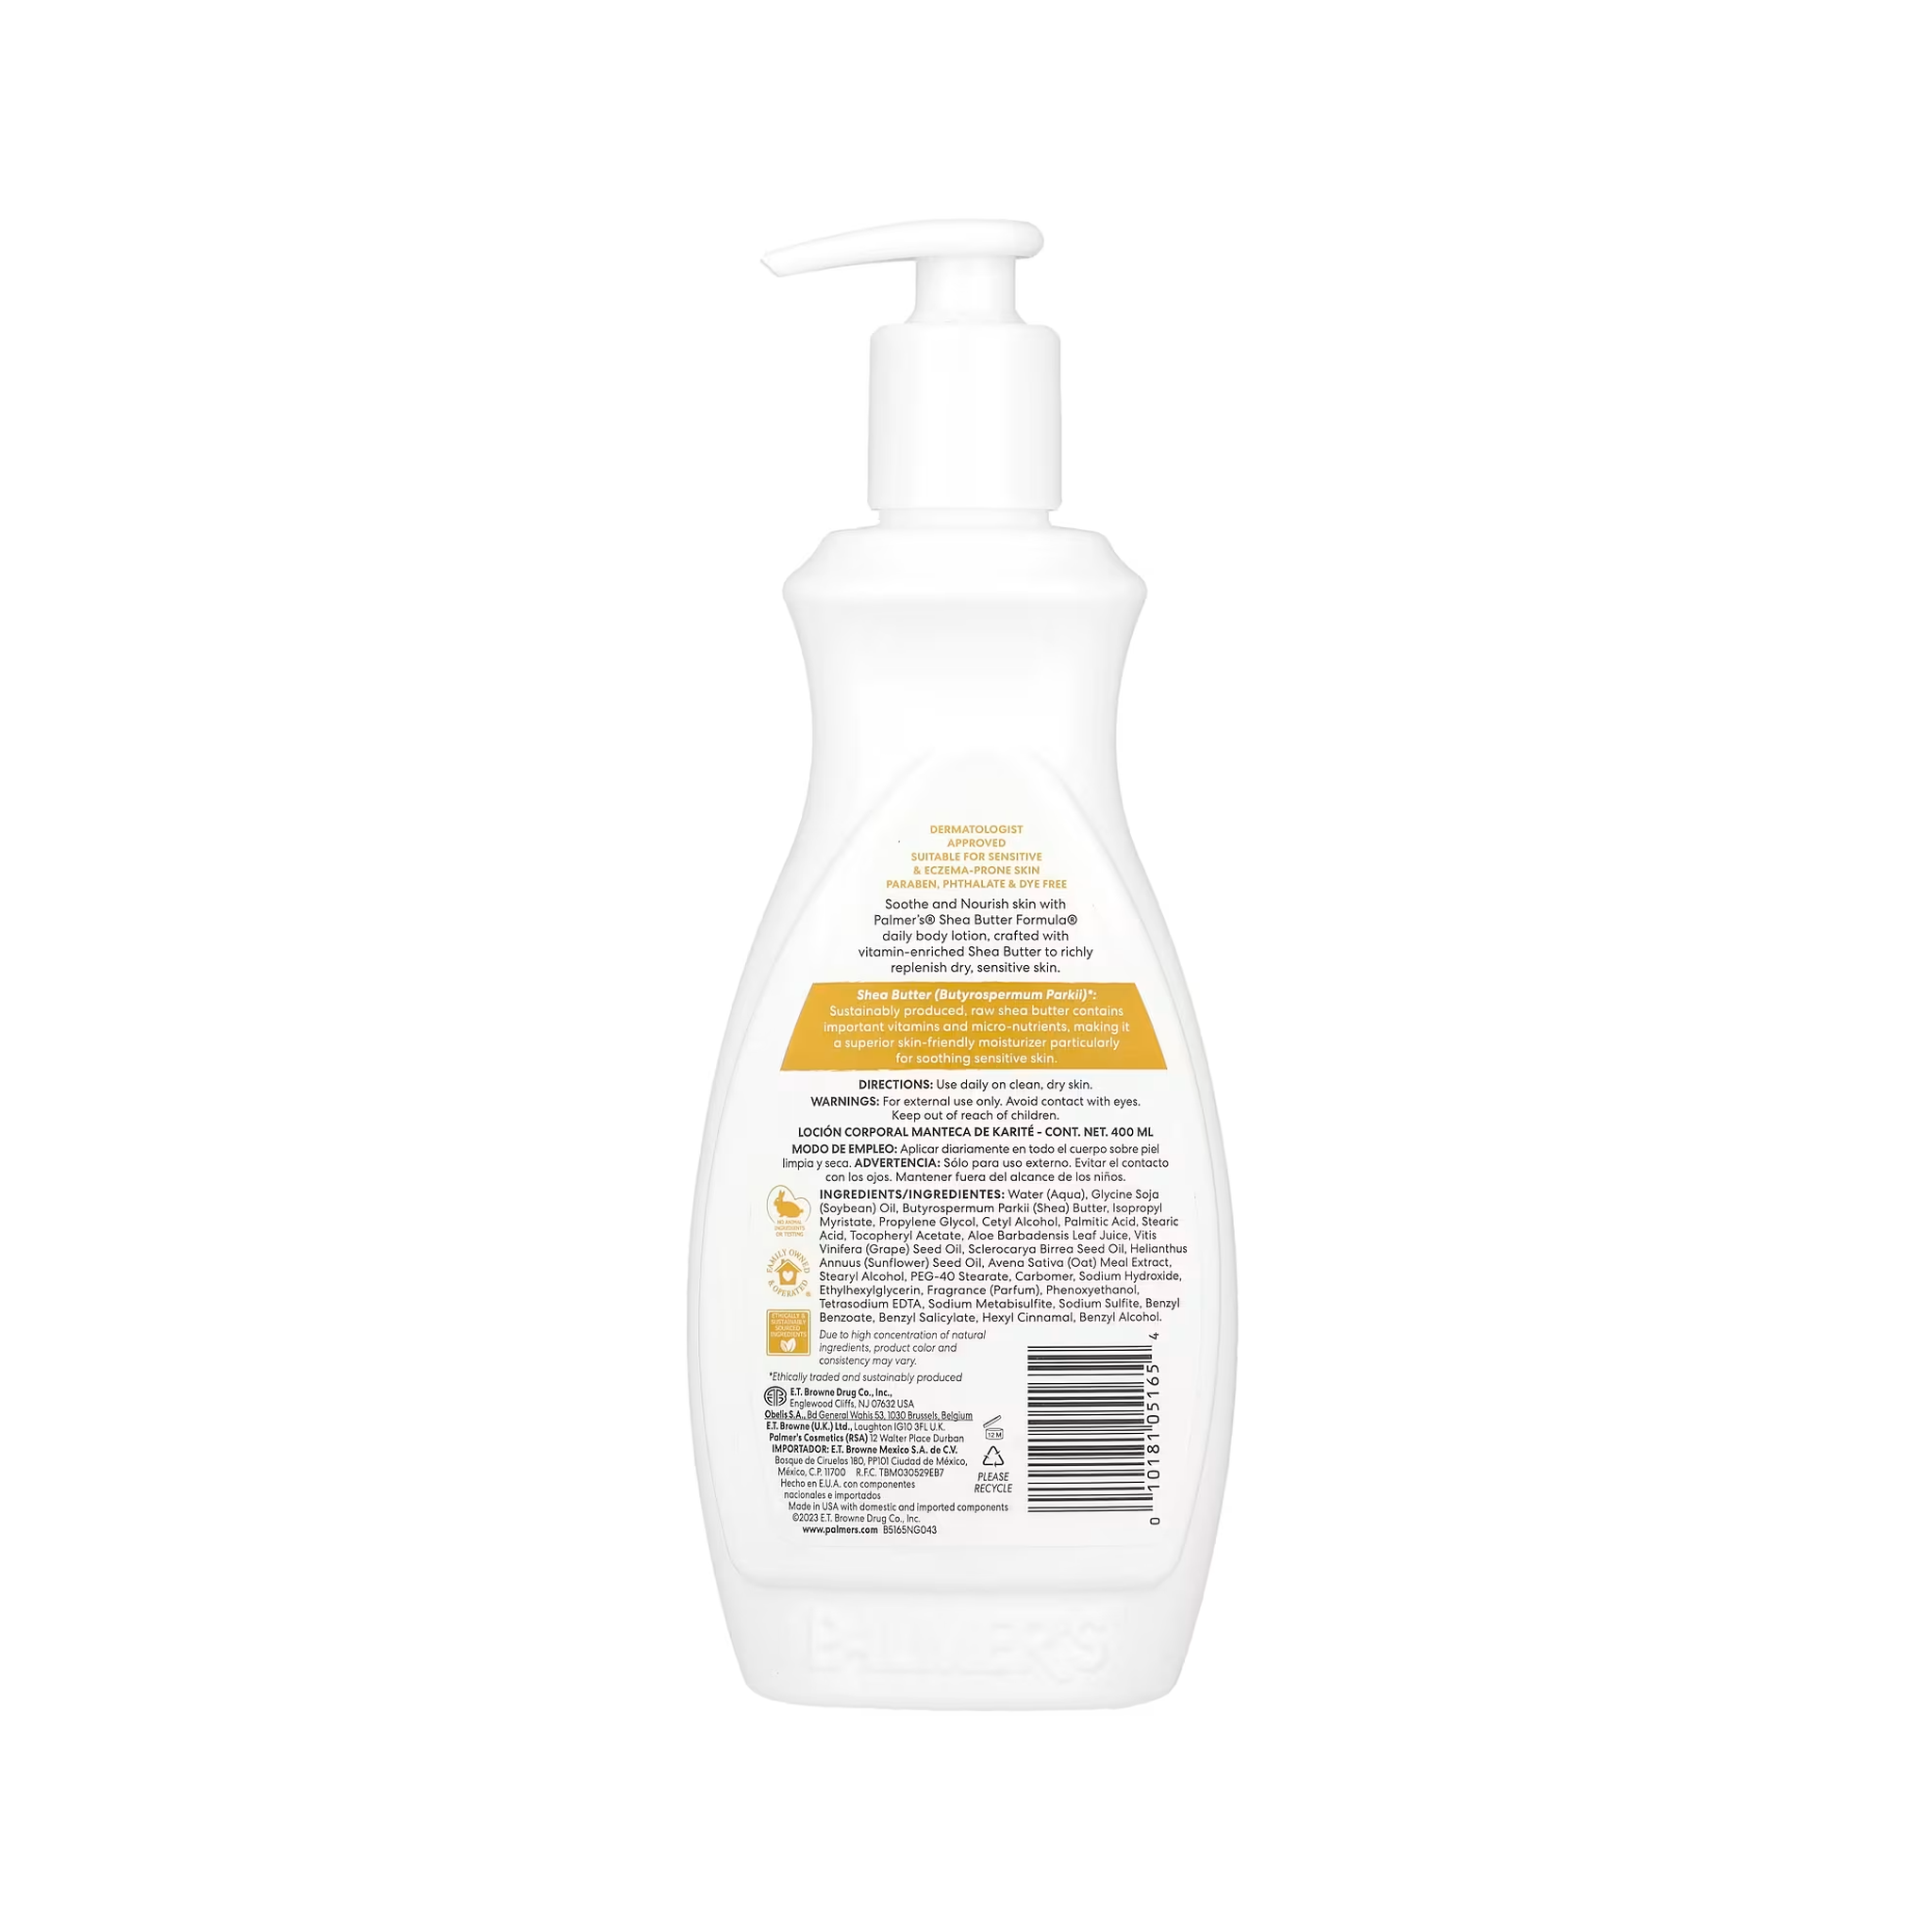 DERMATOLOGIST
APPROVED
SUITABLE FOR SENSITIVE
& ECZEMA-PRONE SKIN
PARABEN, PHTHALATE & DYE FREE
Soothe and Nourish skin with
Palmer's® Shea Butter Formula®
daily body lotion, crafted with
vitamin-enriched Shea Butter to richly
replenish dry, sensitive skin.
Shea Butter (Butyrospermum Parkii)*:
Sustainably produced, raw shea butter contains
important vitamins and micro-nutrients, making it
a superior skin-friendly moisturizer particularly
for soothing sensitive skin.
DIRECTIONS: Use daily on clean, dry skin.
WARNINGS: For external use only. Avoid contact with eyes.
Keep out of reach of children.
LOCIÓN CORPORAL MANTECA DE KARITÉ - CONT. NET. 400 ML
MODO DE EMPLEO: Aplicar diariamente en todo el cuerpo sobre piel
limpia y seca. ADVERTENCIA: Sólo para uso externo. Evitar el contacto
con los ojos. Mantener fuera del alcance de los niños.
NO ANIMAL
INGREDIENTS
OR TESTING
FAMILY OWNED
& OPERATED®
ETHICALLY &
SUSTAINABLY
SOURCED
INGREDIENTS
INGREDIENTS/INGREDIENTES: Water (Aqua), Glycine Soja
(Soybean) Oil, Butyrospermum Parkii (Shea) Butter, Isopropyl
Myristate, Propylene Glycol, Cetyl Alcohol, Palmitic Acid, Stearic
Acid, Tocopheryl Acetate, Aloe Barbadensis Leaf Juice, Vitis
Vinifera (Grape) Seed Oil, Sclerocarya Birrea Seed Oil, Helianthus
Annuus (Sunflower) Seed Oil, Avena Sativa (Oat) Meal Extract,
Stearyl Alcohol, PEG-40 Stearate, Carbomer, Sodium Hydroxide,
Ethylhexylglycerin, Fragrance (Parfum), Phenoxyethanol,
Tetrasodium EDTA, Sodium Metabisulfite, Sodium Sulfite, Benzyl
Benzoate, Benzyl Salicylate, Hexyl Cinnamal, Benzyl Alcohol.
Due to high concentration of natural
ingredients, product color and
consistency may vary.
*Ethically traded and sustainably produced
ETB
E.T. Browne Drug Co., Inc.,
Englewood Cliffs, NJ 07632 USA
Obelis S.A., Bd Général Wahis 53, 1030 Brussels, Belgium
E.T. Browne (U.K.) Ltd., Loughton IG10 3FL U.K.
Palmer's Cosmetics (RSA) 12 Walter Place Durban
IMPORTADOR: E.T. Browne Mexico S.A. de C.V.
Bosque de Ciruelos 180, PP101 Ciudad de México,
México, C.P. 11700 R.F.C. TBM030529EB7
Hecho en E.U.A. con componentes
nacionales e importados
Made in USA with domestic and imported components
©2023 E.T. Browne Drug Co., Inc.
www.palmers.com B5165NG043
12 M
PLEASE
RECYCLE
0 10181 05165 4
PALMER'S